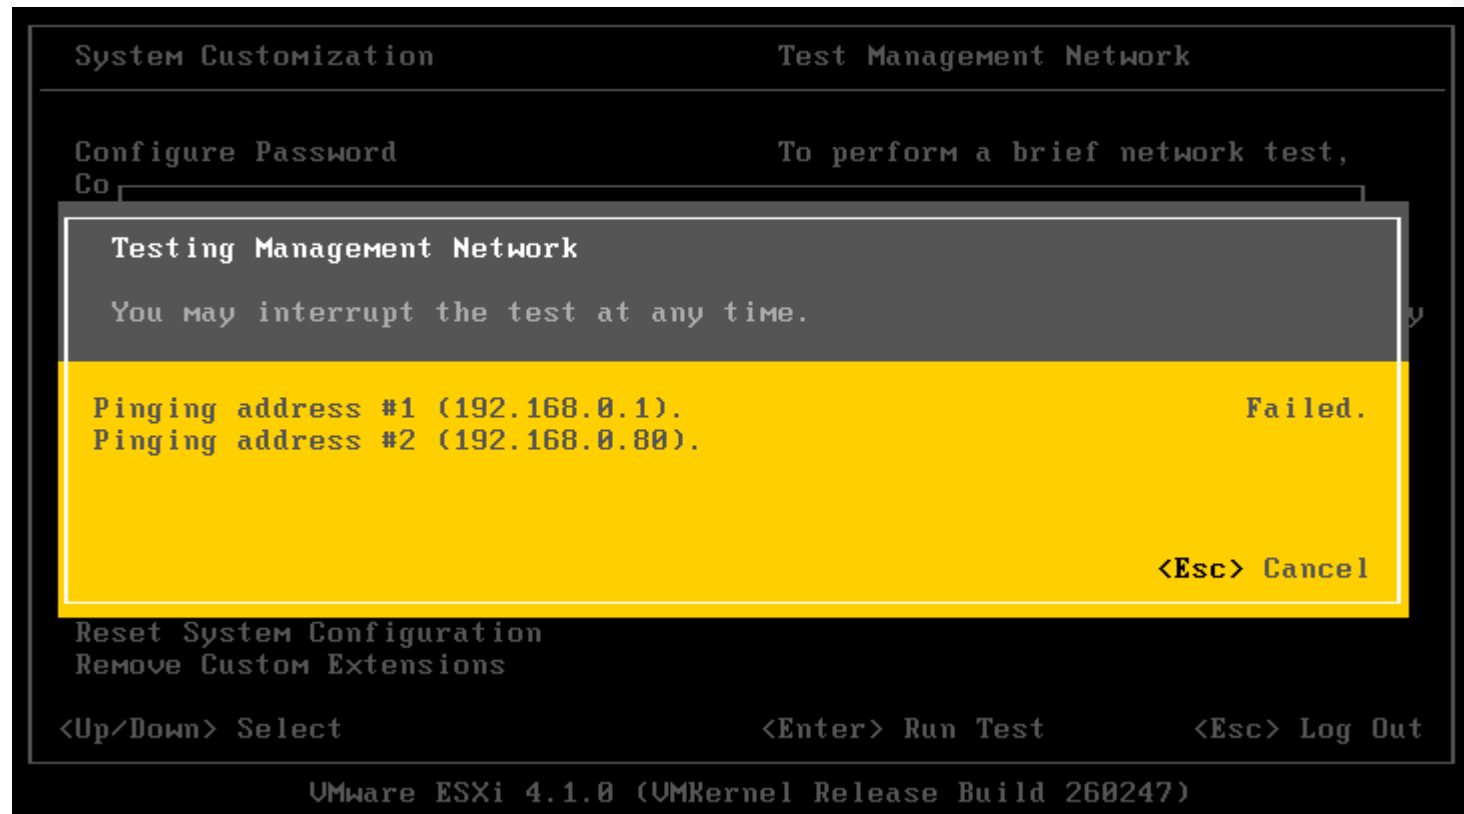 System Customization
Test Management Network
Configure Password
To perform a brief network test,
Co
Testing Management Network
You may interrupt the test at any time.
y
Pinging address #1 (192.168.0.1). Failed.
Pinging address #2 (192.168.0.80).
<Esc> Cancel
Reset System Configuration
Remove Custom Extensions
<Up/Down> Select
<Enter> Run Test
<Esc> Log Out
VMware ESXi 4.1.0 (VMKernel Release Build 260247)